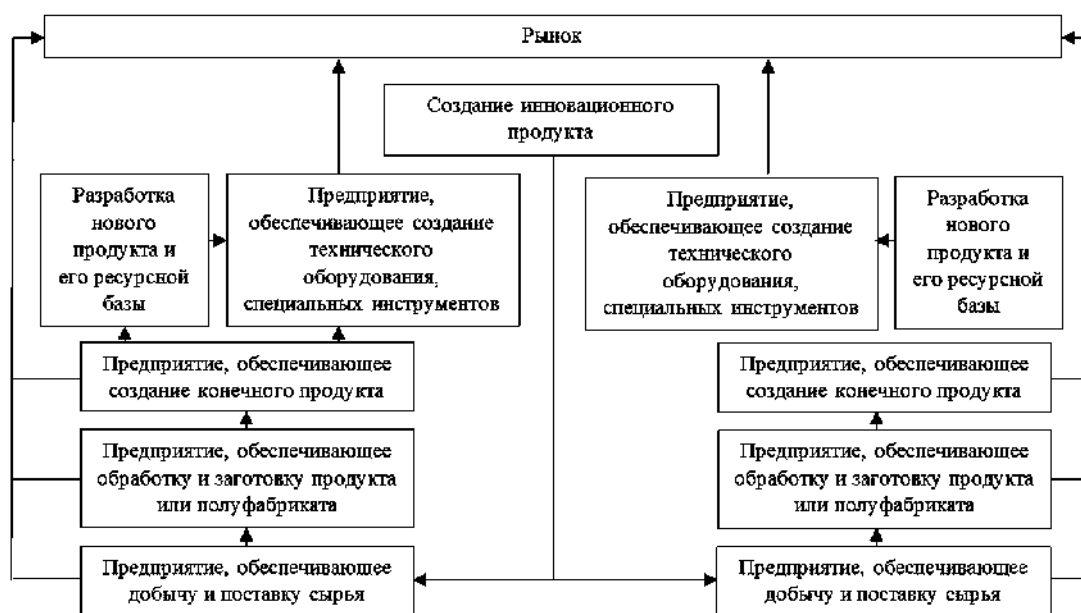 Рынок
Создание инновационного
продукта
Разработка
нового
продукта и
его ресурсной
базы
Предприятие,
обеспечивающее создание
технического
оборудования,
специальных инструментов
Предприятие,
обеспечивающее создание
технического
оборудования,
специальных инструментов
Разработка
нового
продукта и
его ресурсной
базы
Предприятие, обеспечивающее
создание конечного продукта
Предприятие, обеспечивающее
создание конечного продукта
Предприятие, обеспечивающее
обработку и заготовку продукта
или полуфабриката
Предприятие, обеспечивающее
обработку и заготовку продукта
или полуфабриката
Предприятие, обеспечивающее
добычу и поставку сырья
Предприятие, обеспечивающее
добычу и поставку сырья